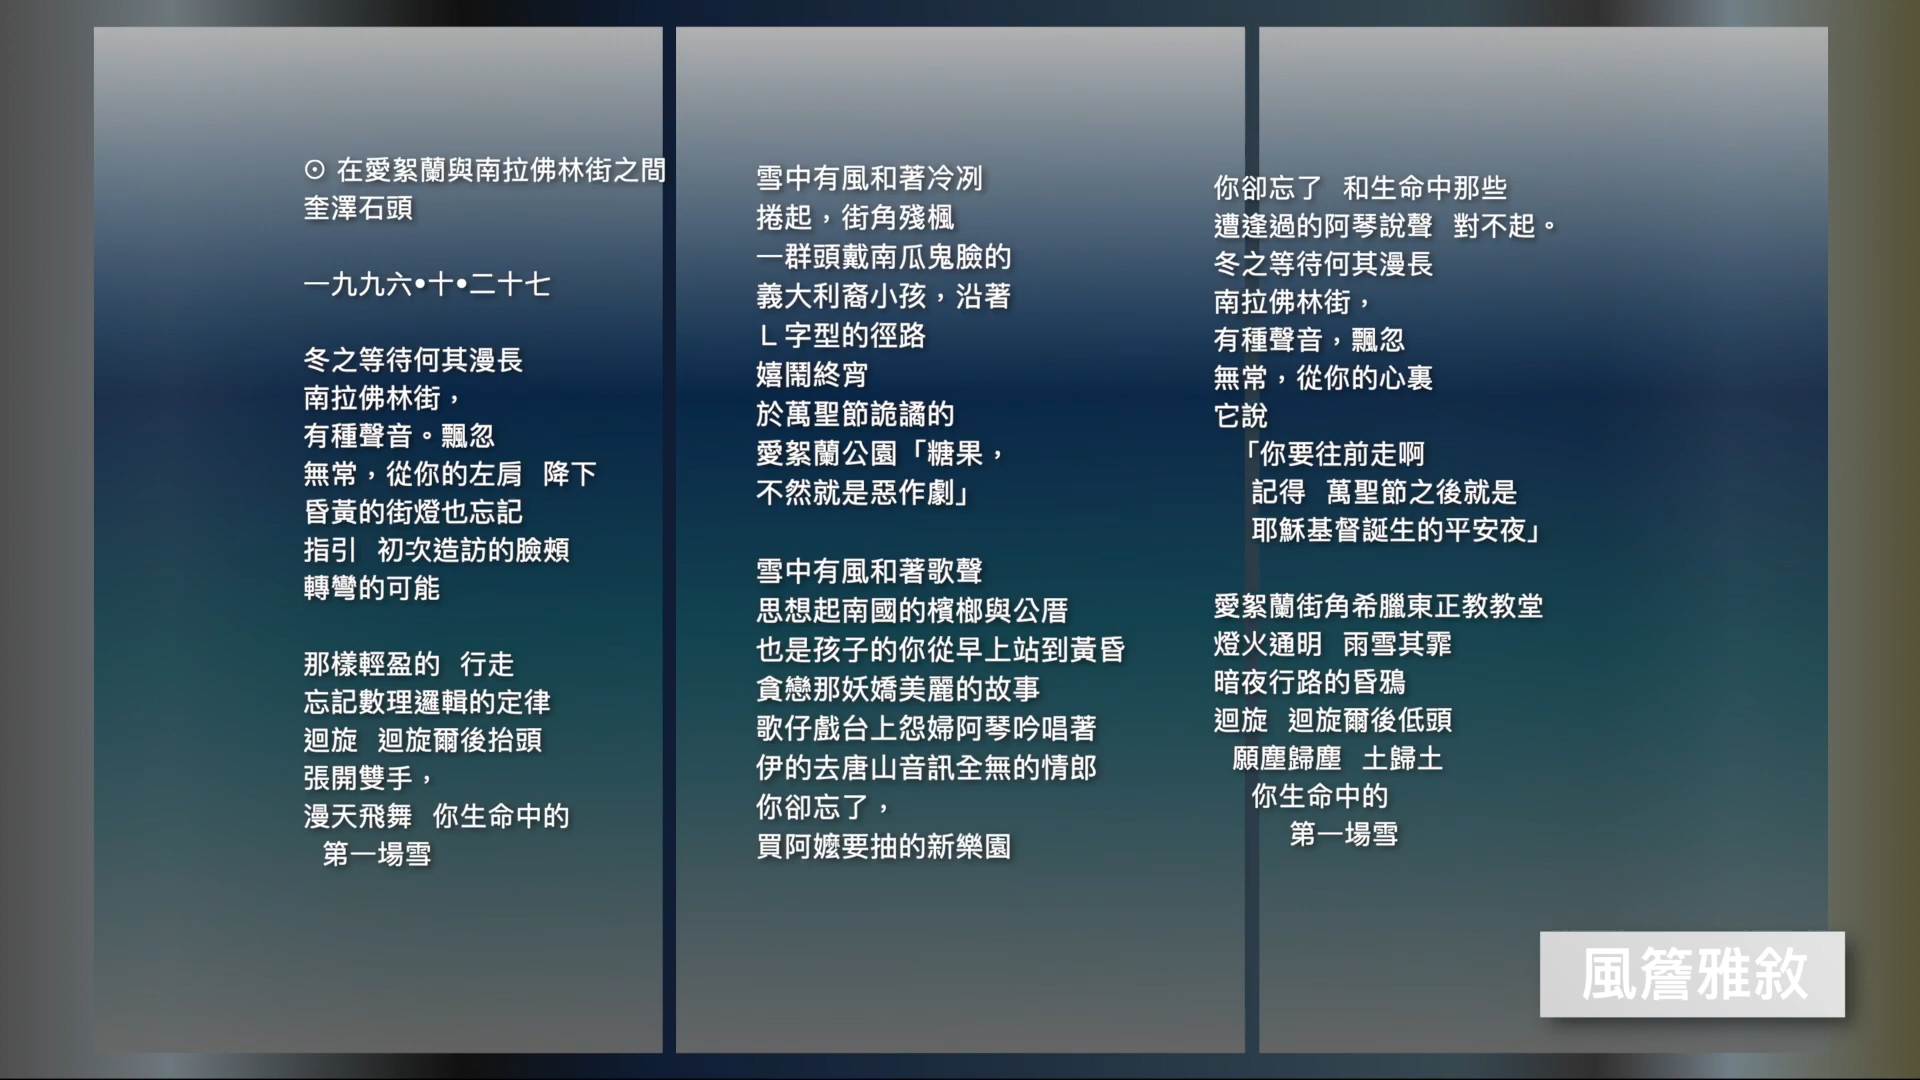 ⊙ 在愛絮蘭與南拉佛林街之間
奎澤石頭
一九九六•十•二十七
冬之等待何其漫長
南拉佛林街，
有種聲音。飄忽
無常，從你的左肩　降下
昏黃的街燈也忘記
指引　初次造訪的臉頰
轉彎的可能
那樣輕盈的　行走
忘記數理邏輯的定律
迴旋　迴旋爾後抬頭
張開雙手，
漫天飛舞　你生命中的
第一場雪
雪中有風和著冷冽
捲起，街角殘楓
一群頭戴南瓜鬼臉的
義大利裔小孩，沿著
Ｌ字型的徑路
嬉鬧終宵
於萬聖節詭譎的
愛絮蘭公園「糖果，
不然就是惡作劇」
雪中有風和著歌聲
思想起南國的檳榔與公厝
也是孩子的你從早上站到黃昏
貪戀那妖嬌美麗的故事
歌仔戲台上怨婦阿琴吟唱著
伊的去唐山音訊全無的情郎
你卻忘了，
買阿嬤要抽的新樂園
你卻忘了　和生命中那些
遭逢過的阿琴說聲　對不起。
冬之等待何其漫長
南拉佛林街，
有種聲音，飄忽
無常，從你的心裏
它說
「你要往前走啊
記得　萬聖節之後就是
耶穌基督誕生的平安夜」
愛絮蘭街角希臘東正教教堂
燈火通明　雨雪其霏
暗夜行路的昏鴉
迴旋　迴旋爾後低頭
願塵歸塵　土歸土
你生命中的
第一場雪
風簷雅敘